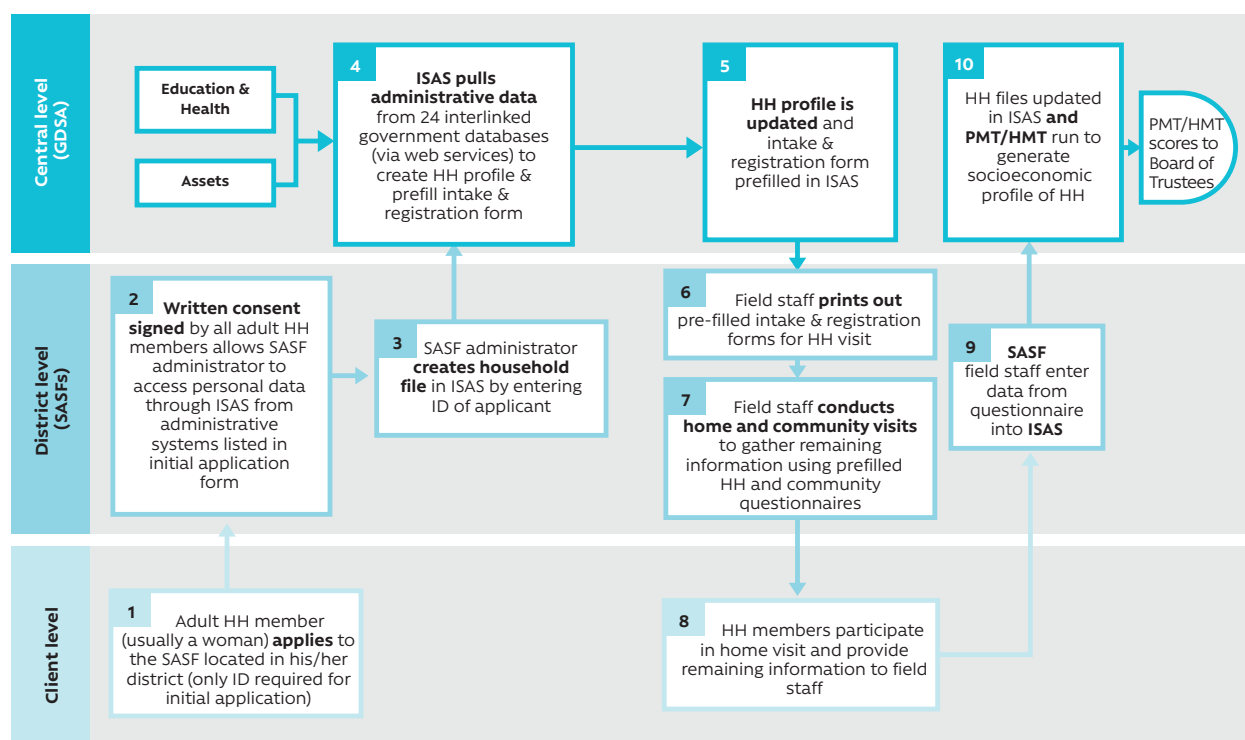 Central level
(GDSA)
Education &
Health
Assets
4
ISAS pulls
administrative data
from 24 interlinked
government databases
(via web services) to
create HH profile &
prefill intake &
registration form
5
HH profile is
updated and
intake &
registration form
prefilled in ISAS
10
HH files updated
in ISAS and
PMT/HMT run to
generate
socioeconomic
profile of HH
PMT/HMT
scores to
Board of
Trustees
District level
(SASFs)
2
Written consent
signed by all adult HH
members allows SASF
administrator to
access personal data
through ISAS from
administrative
systems listed in
initial application
form
3
SASF administrator
creates household
file in ISAS by entering
ID of applicant
6
Field staff prints out
pre-filled intake & registration
forms for HH visit
7
Field staff conducts
home and community visits
to gather remaining
information using prefilled
HH and community
questionnaires
9
SASF
field staff enter
data from
questionnaire
into ISAS
Client level
1
Adult HH member
(usually a woman) applies to
the SASF located in his/her
district (only ID required for
initial application)
8
HH members participate
in home visit and provide
remaining information to field
staff